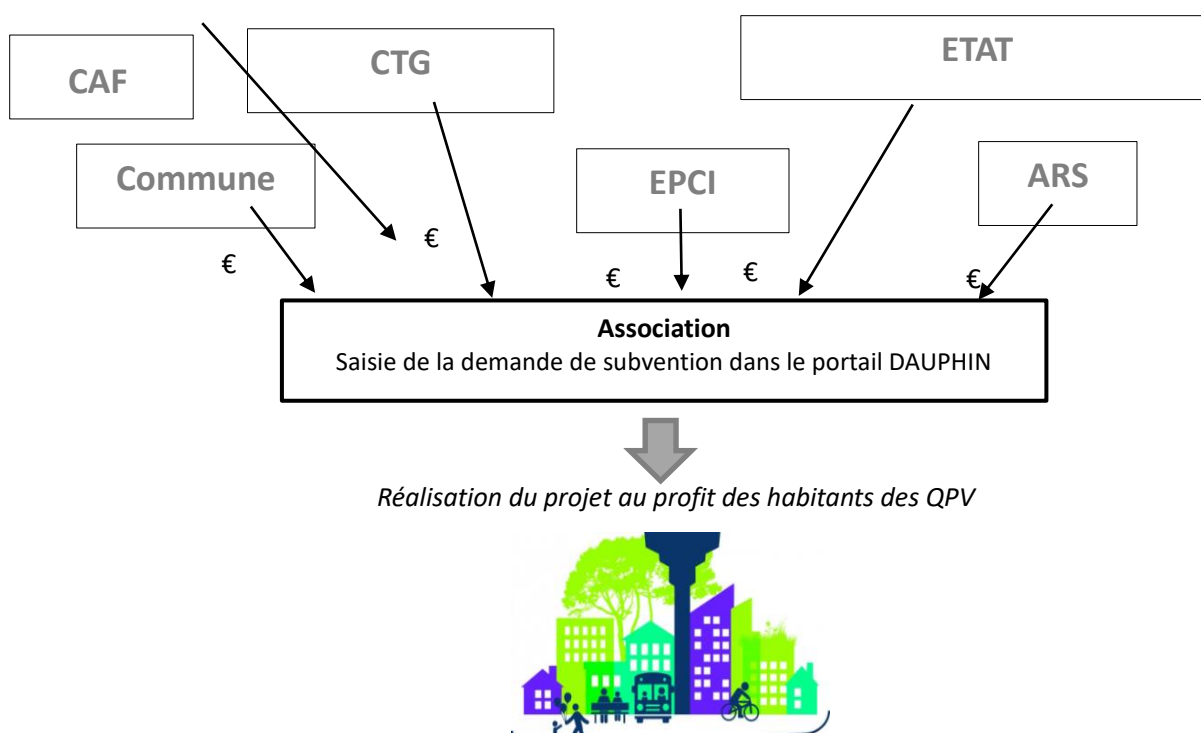 CAF
CTG
ETAT
Commune
EPCI
ARS
€
€
€
€
€
Association
Saisie de la demande de subvention dans le portail DAUPHIN
Réalisation du projet au profit des habitants des QPV